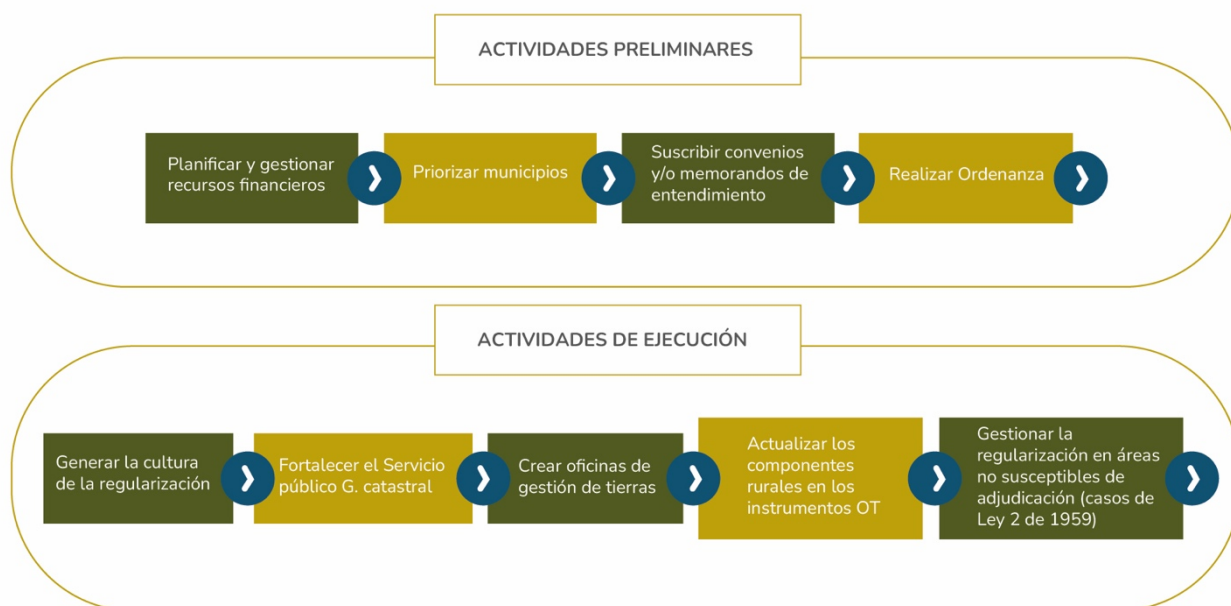 ACTIVIDADES PRELIMINARES
Planificar y gestionar
recursos financieros
Priorizar municipios
Suscribir convenios
y/o memorandos de
entendimiento
Realizar Ordenanza
ACTIVIDADES DE EJECUCIÓN
Generar la cultura
de la regularización
Fortalecer el Servicio
público G. catastral
Crear oficinas de
gestión de tierras
Actualizar los
componentes
rurales en los
instrumentos OT
Gestionar la
regularización en áreas
no susceptibles de
adjudicación (casos de
Ley 2 de 1959)